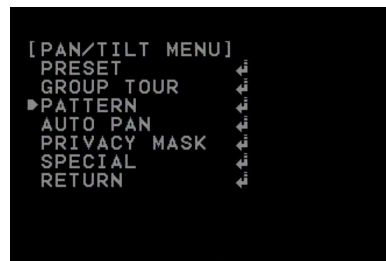 [PAN/TILT MENU]
PRESET ↵
GROUP TOUR ↵
▶PATTERN ↵
AUTO PAN ↵
PRIVACY MASK ↵
SPECIAL ↵
RETURN ↵